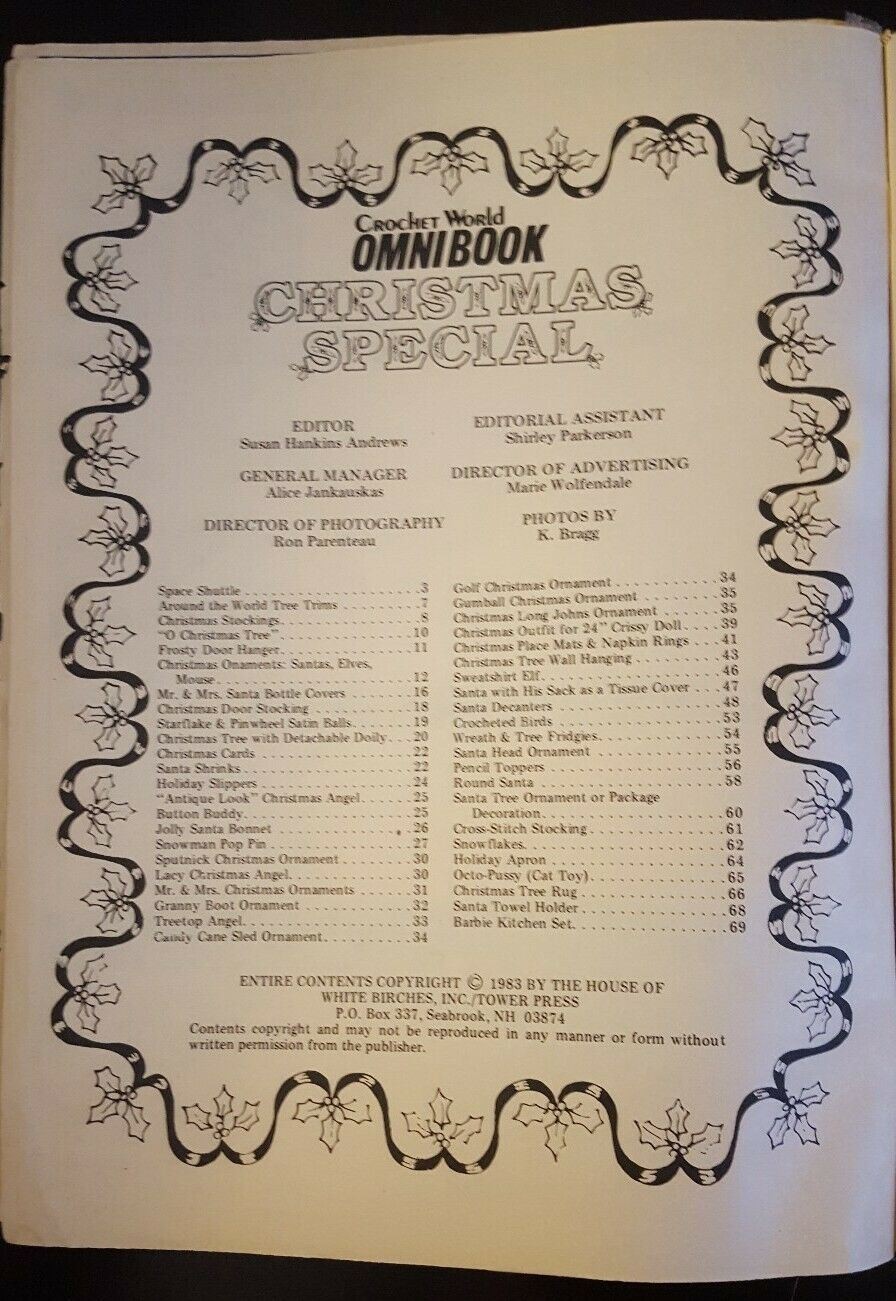 Crochet World
OMNIBOOK
CHRISTMAS
SPECIAL
EDITOR
Susan Hankins Andrews
EDITORIAL ASSISTANT
Shirley Parkerson
GENERAL MANAGER
Alice Jankauskas
DIRECTOR OF ADVERTISING
Marie Wolfendale
DIRECTOR OF PHOTOGRAPHY
Ron Parenteau
PHOTOS BY
K. Bragg
Space Shuttle . . . . . . . . . . 3
Around the World Tree Trims . . . . . . . . . 7
Christmas Stockings. . . . . . . . . . 8
"O Christmas Tree". . . . . . . . . . 10
Frosty Door Hanger. . . . . . . . . . 11
Christmas Onaments: Santas, Elves,
Mouse. . . . . . . . . . 12
Mr. & Mrs. Santa Bottle Covers . . . . . . . 16
Christmas Door Stocking . . . . . . . . . . 18
Starflake & Pinwheel Satin Balls. . . . . . . 19
Christmas Tree with Detachable Doily. . . 20
Christmas Cards . . . . . . . . . . 22
Santa Shrinks . . . . . . . . . . 22
Holiday Slippers . . . . . . . . . . 24
"Antique Look" Christmas Angel. . . . . . 25
Button Buddy. . . . . . . . . . 25
Jolly Santa Bonnet . . . . . . . . . . 26
Snowman Pop Pin . . . . . . . . . . 27
Sputnick Christmas Ornament . . . . . . . 30
Lacy Christmas Angel. . . . . . . . . . 30
Mr. & Mrs. Christmas Ornaments . . . . . . 31
Granny Boot Ornament . . . . . . . . . . 32
Treetop Angel. . . . . . . . . . 33
Candy Cane Sled Ornament. . . . . . . . . 34
Golf Christmas Ornament . . . . . . . . . . 34
Gumball Christmas Ornament . . . . . . . . 35
Christmas Long Johns Ornament . . . . . . 35
Christmas Outfit for 24" Crissy Doll. . . . 39
Christmas Place Mats & Napkin Rings . . . 41
Christmas Tree Wall Hanging . . . . . . . . 43
Sweatshirt Elf. . . . . . . . . . 46
Santa with His Sack as a Tissue Cover . . . 47
Santa Decanters . . . . . . . . . . 48
Crocheted Birds . . . . . . . . . . 53
Wreath & Tree Fridgies. . . . . . . . . . 54
Santa Head Ornament . . . . . . . . . . 55
Pencil Toppers . . . . . . . . . . 56
Round Santa . . . . . . . . . . 58
Santa Tree Ornament or Package
Decoration. . . . . . . . . . 60
Cross-Stitch Stocking. . . . . . . . . . 61
Snowflakes. . . . . . . . . . 62
Holiday Apron . . . . . . . . . . 64
Octo-Pussy (Cat Toy). . . . . . . . . . 65
Christmas Tree Rug . . . . . . . . . . 66
Santa Towel Holder. . . . . . . . . . 68
Barbie Kitchen Set. . . . . . . . . . 69
ENTIRE CONTENTS COPYRIGHT © 1983 BY THE HOUSE OF
WHITE BIRCHES, INC./TOWER PRESS
P.O. Box 337, Seabrook, NH 03874
Contents copyright and may not be reproduced in any manner or form without
written permission from the publisher.